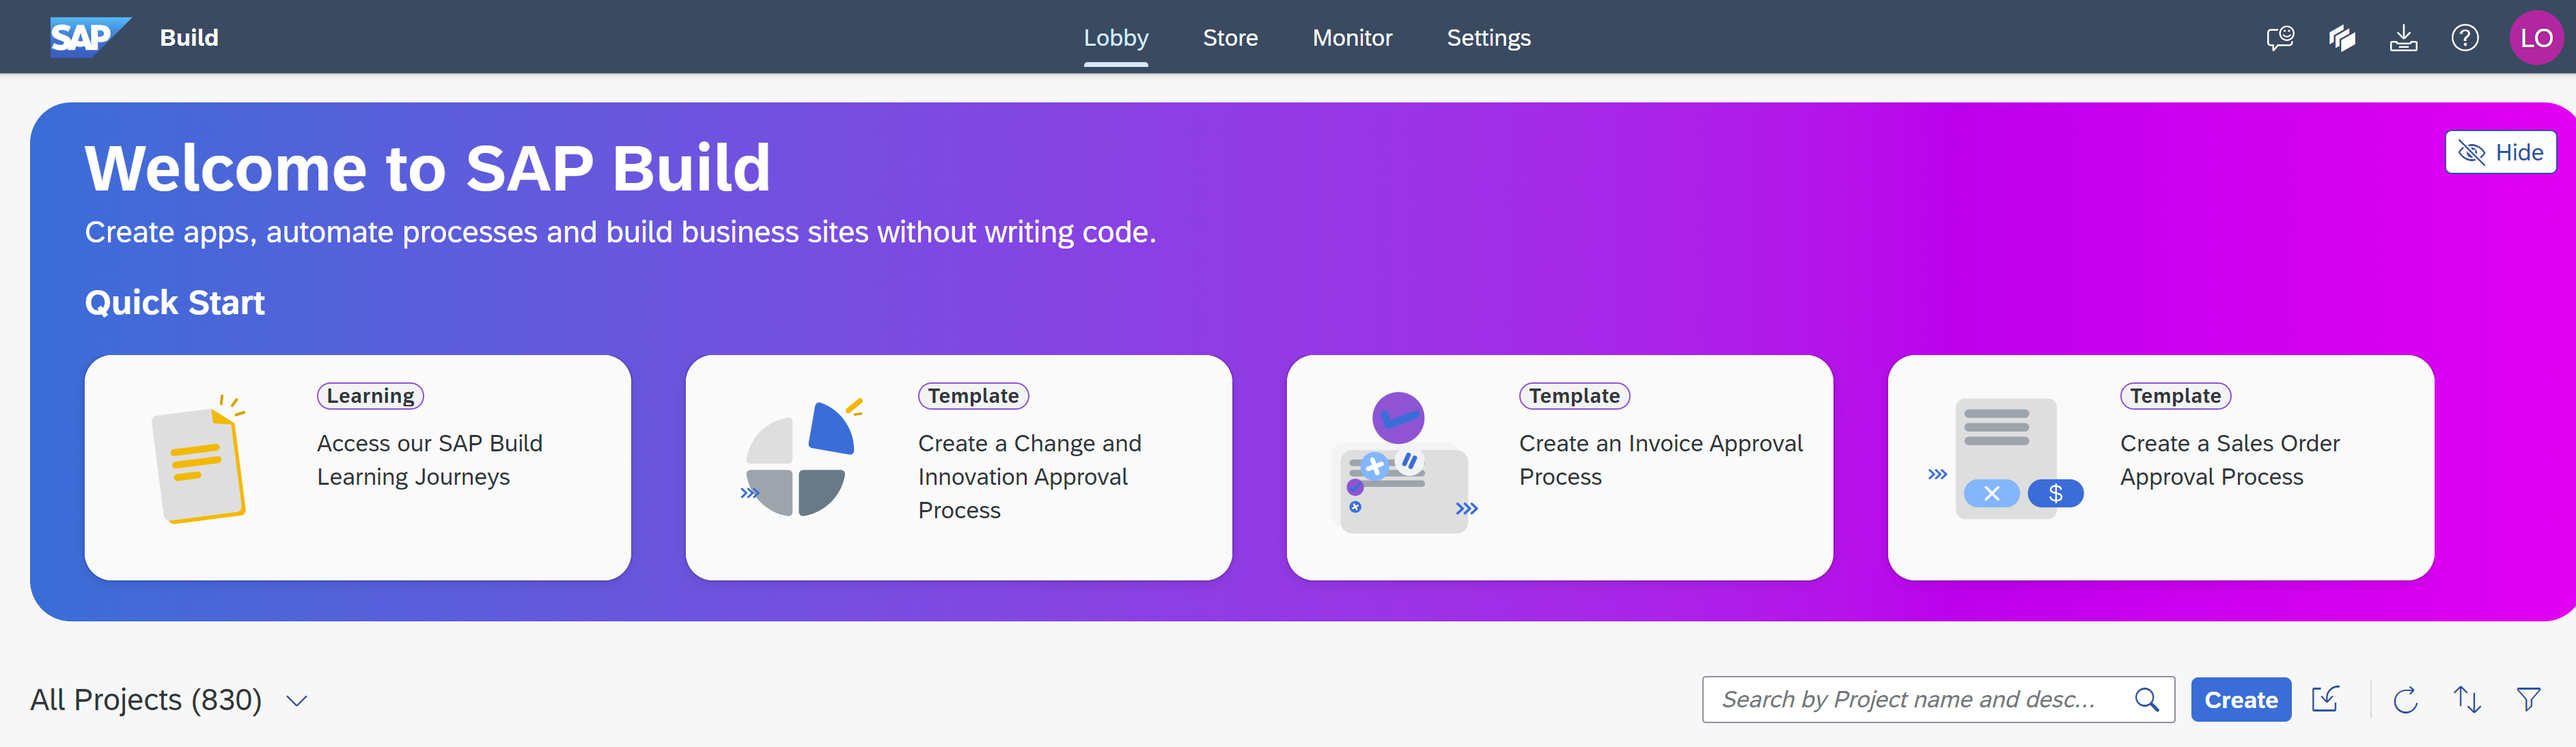 SAP Build
Lobby Store Monitor Settings
LO
Welcome to SAP Build
Hide
Create apps, automate processes and build business sites without writing code.
Quick Start
Learning
Access our SAP Build
Learning Journeys
Template
Create a Change and
Innovation Approval
Process
Template
Create an Invoice Approval
Process
$
Template
Create a Sales Order
Approval Process
All Projects (830)
Search by Project name and desc...
Create